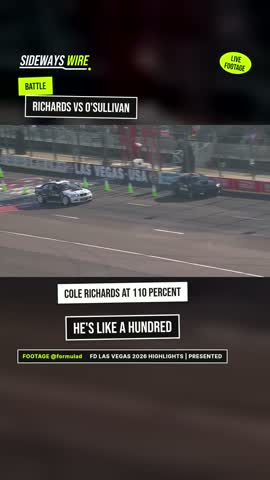 SIDEWAYS WIRE.
LIVE
FOOTAGE
BATTLE
RICHARDS VS O'SULLIVAN
LAS VEGAS USA
COLE RICHARDS AT 110 PERCENT
HE'S LIKE A HUNDRED
FOOTAGE @formulad FD LAS VEGAS 2026 HIGHLIGHTS | PRESENTED